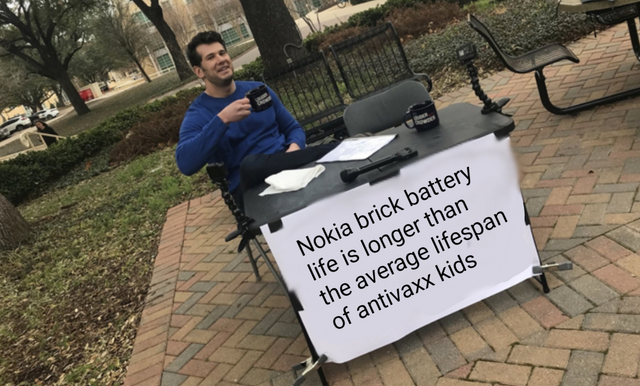 Nokia brick battery
life is longer than
the average lifespan
of antivaxx kids